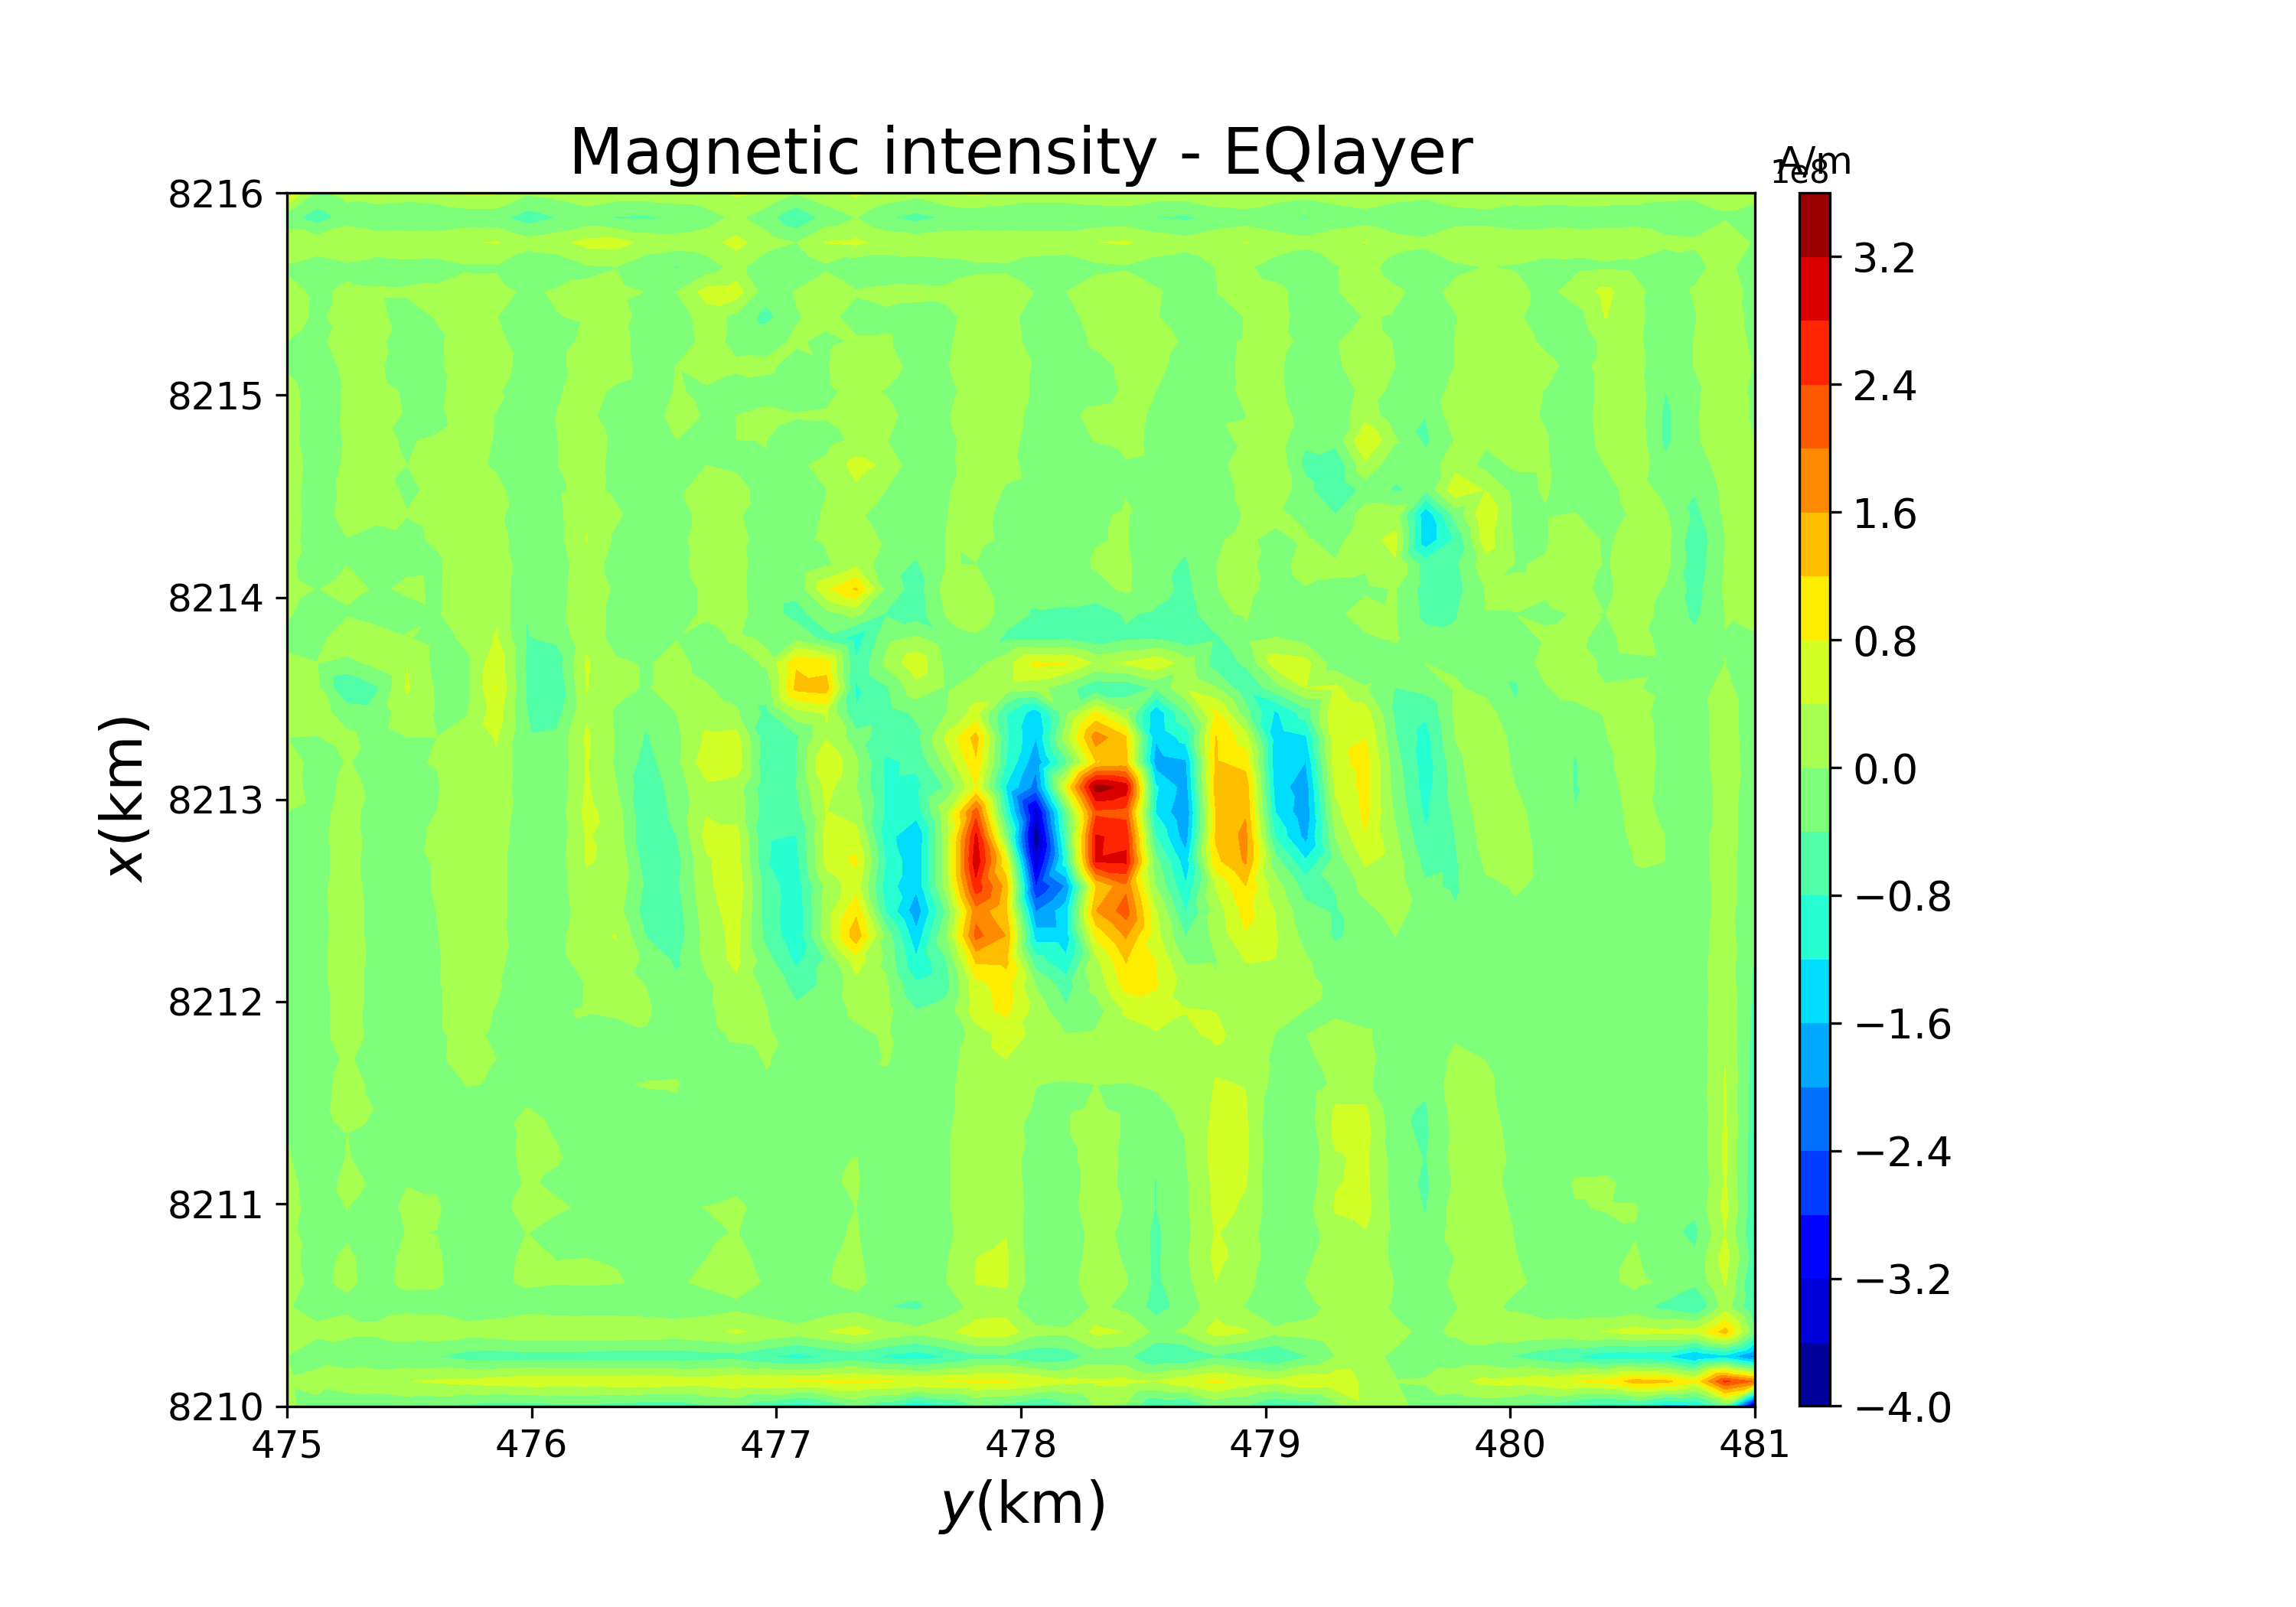 Magnetic intensity - EQlayer
A/m
1e8
8216
8215
8214
8213
8212
8211
8210
x(km)
475 476 477 478 479 480 481
y(km)
3.2
2.4
1.6
0.8
0.0
−0.8
−1.6
−2.4
−3.2
−4.0